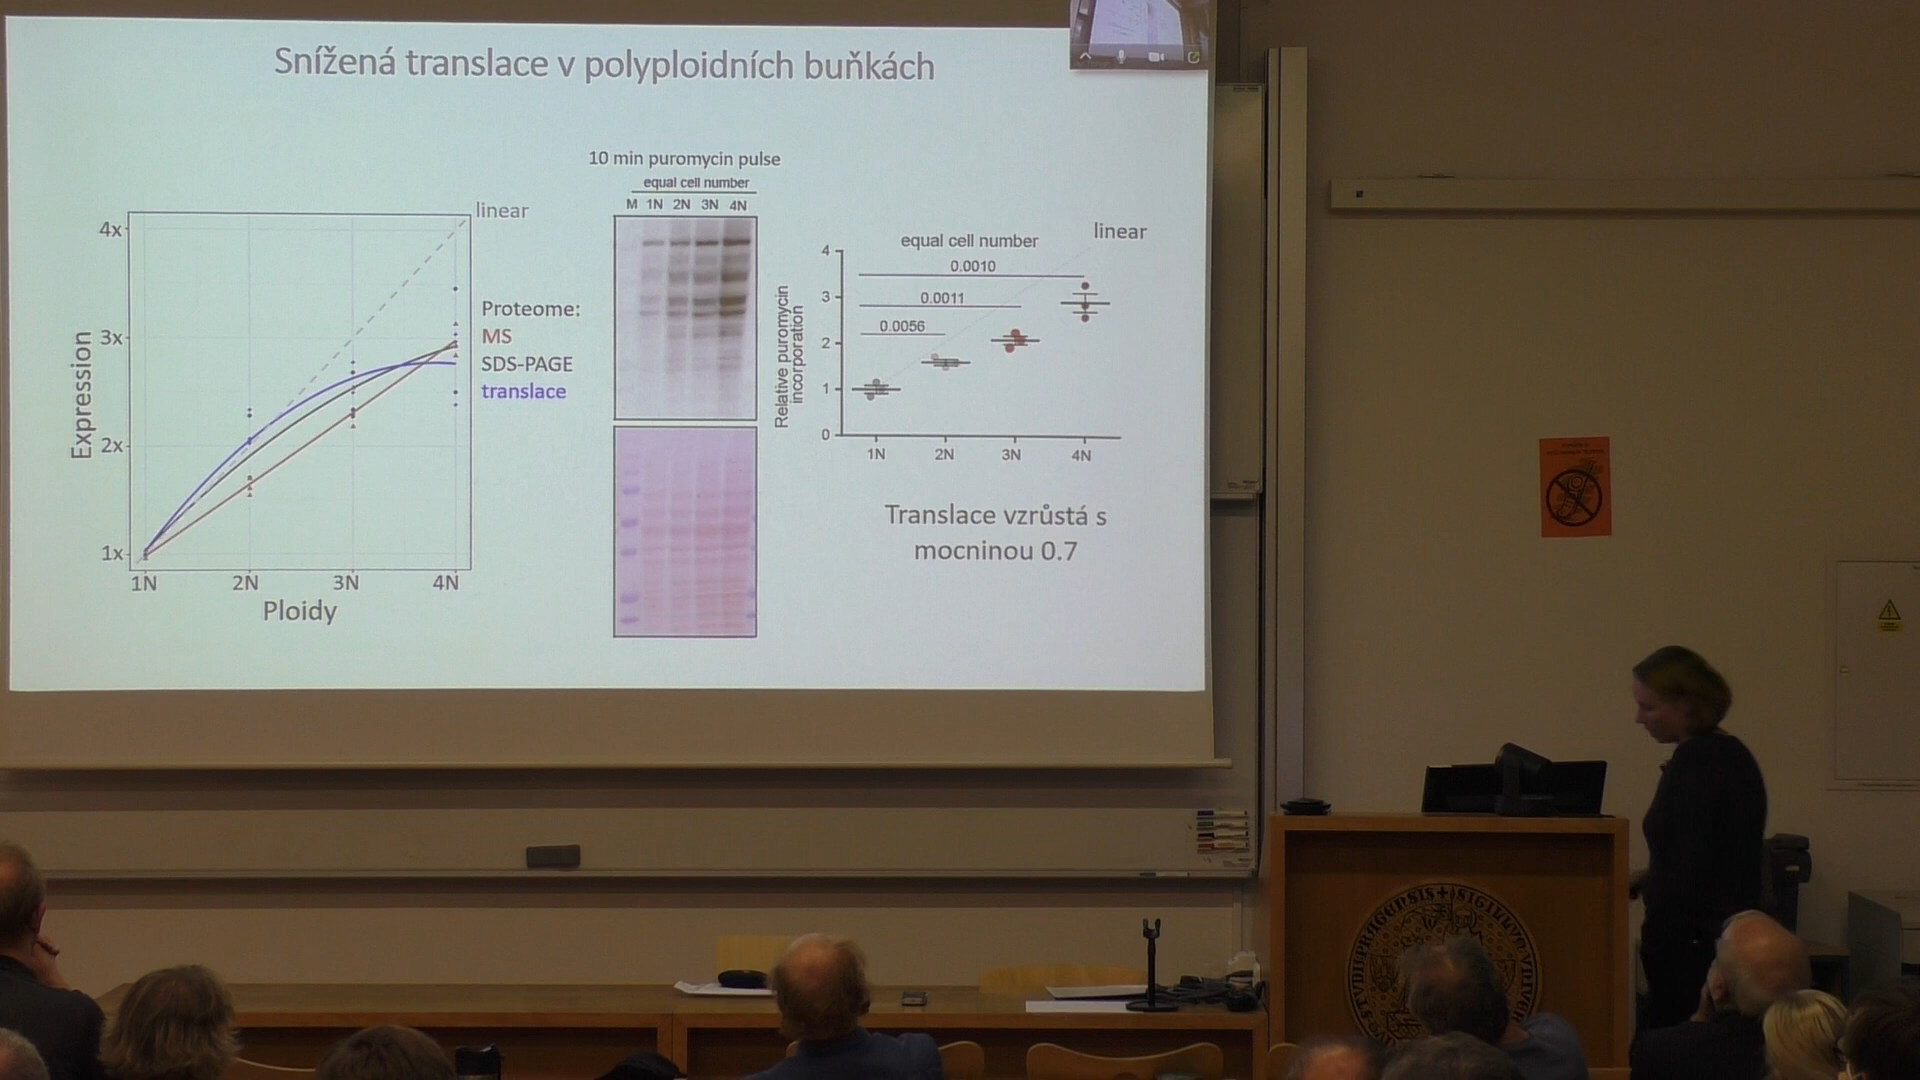 Snížená translace v polyploidních buňkách
10 min puromycin pulse
equal cell number
M 1N 2N 3N 4N
linear
4x
3x
2x
1x
Expression
1N 2N 3N 4N
Ploidy
Proteome:
MS
SDS-PAGE
translace
linear
equal cell number
0.0010
0.0011
0.0056
4
3
2
1
0
Relative puromycin
incorporation
1N 2N 3N 4N
Translace vzrůstá s
mocninou 0.7